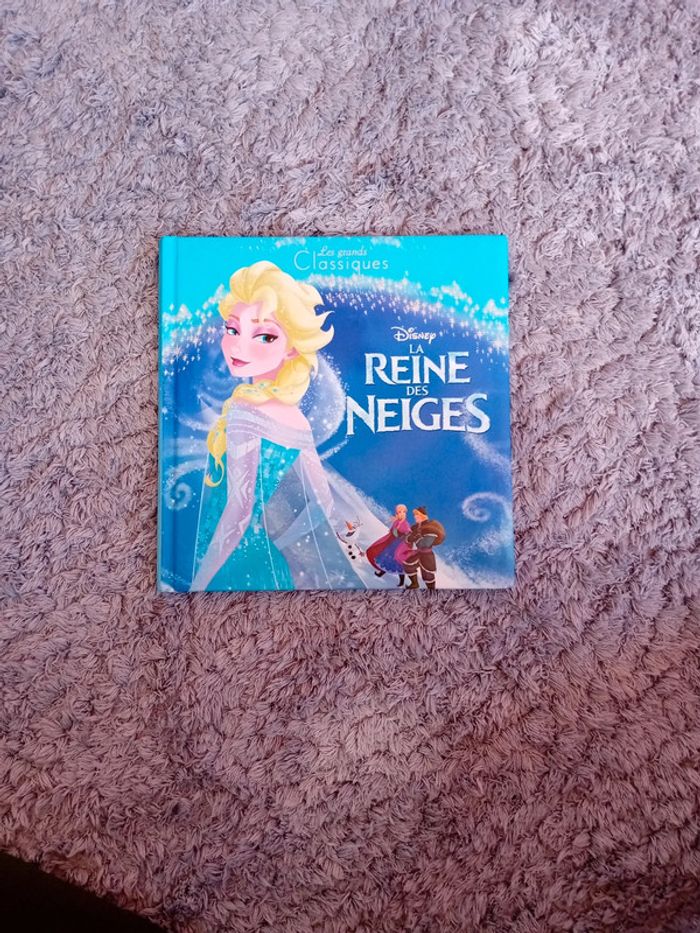 Les grands
Classiques
Disney
LA
REINE
DES
NEIGES